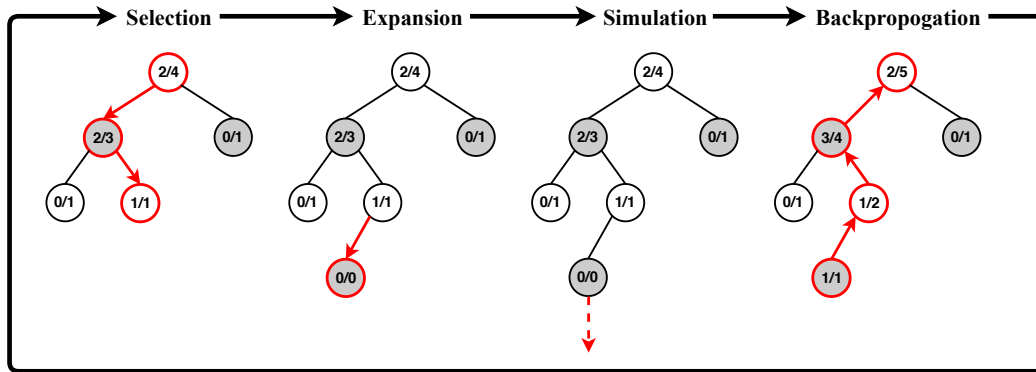 Selection Expansion Simulation Backpropogation
2/4 2/4 2/4 2/5
2/3 0/1 2/3 0/1 2/3 0/1 3/4 0/1
0/1 1/1 0/1 1/1 0/1 1/1 0/1 1/2
0/0 0/0 1/1